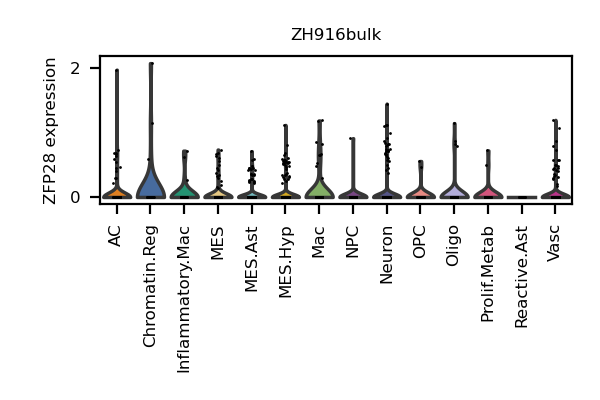 ZH916bulk
ZFP28 expression
2
0
AC
Chromatin.Reg
Inflammatory.Mac
MES
MES.Ast
MES.Hyp
Mac
NPC
Neuron
OPC
Oligo
Prolif.Metab
Reactive.Ast
Vasc